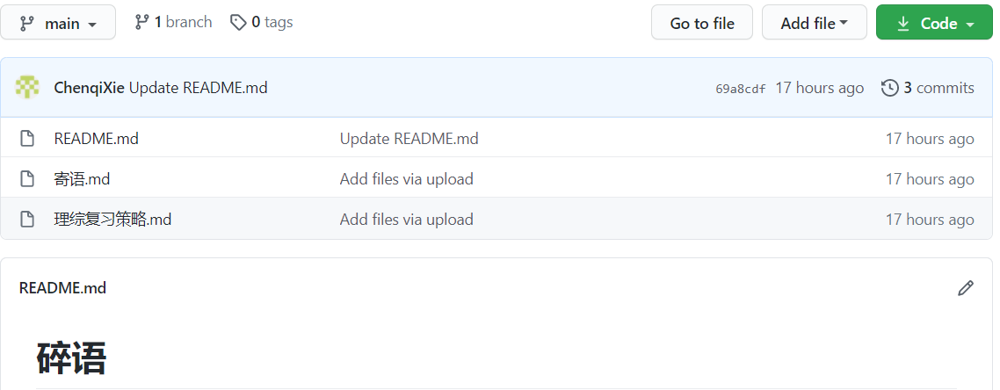 main 1 branch 0 tags Go to file Add file Code
ChenqiXie Update README.md 69a8cdf 17 hours ago 3 commits
README.md Update README.md 17 hours ago
寄语.md Add files via upload 17 hours ago
理综复习策略.md Add files via upload 17 hours ago
README.md
碎语